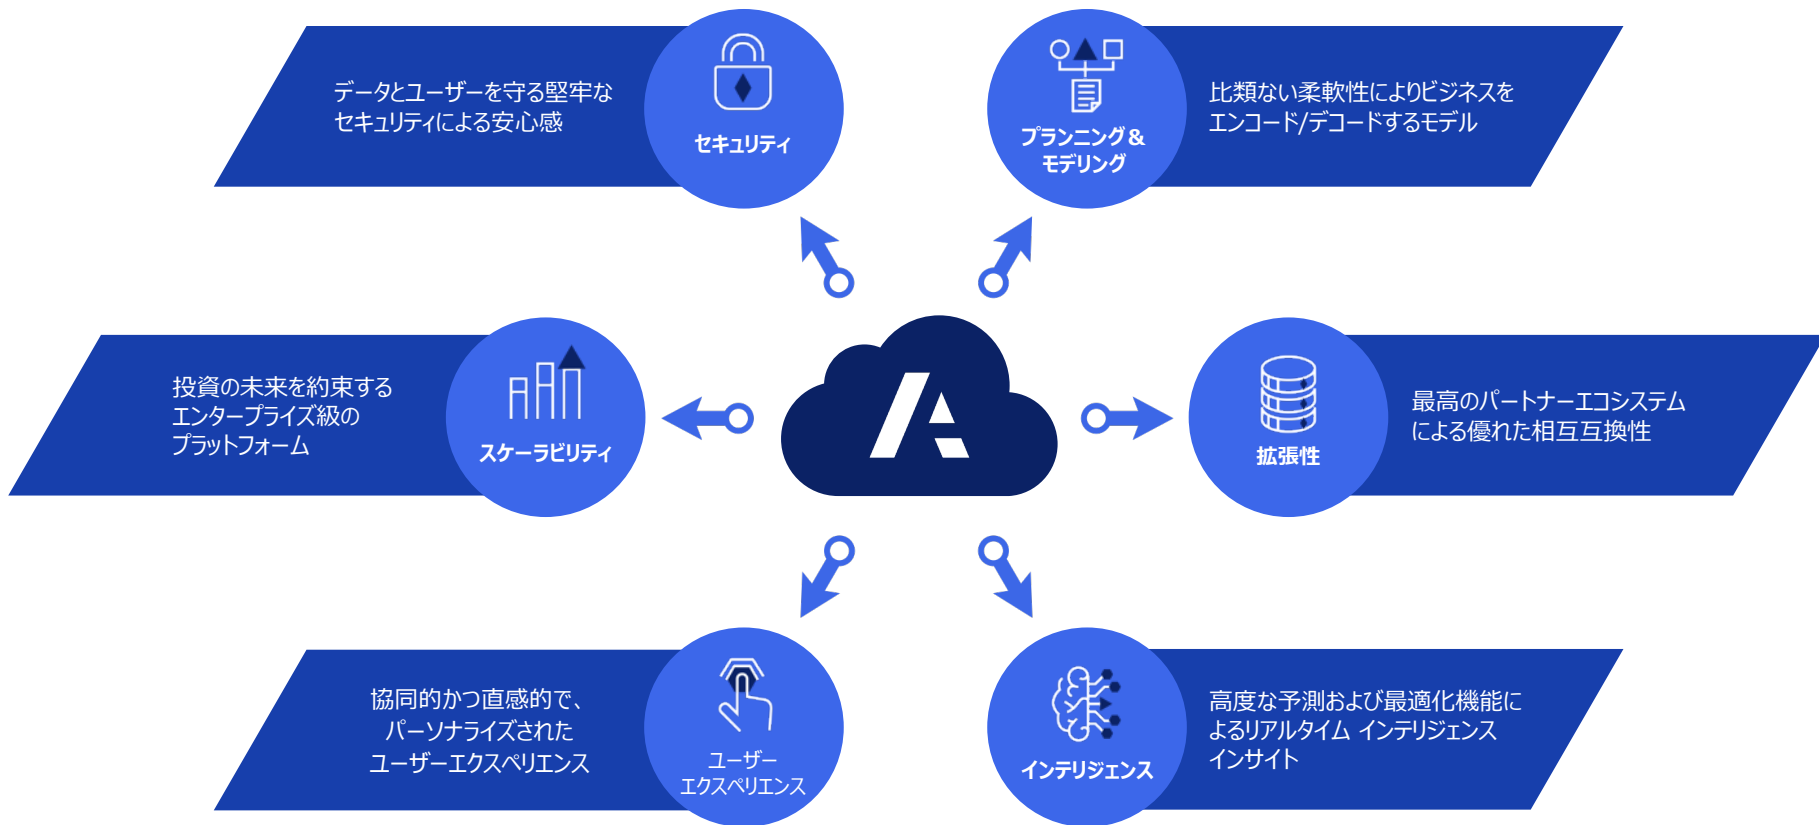 データとユーザーを守る堅牢な
セキュリティによる安心感
セキュリティ
プランニング&
モデリング
比類ない柔軟性によりビジネスを
エンコード/デコードするモデル
投資の未来を約束する
エンタープライズ級の
プラットフォーム
スケーラビリティ
拡張性
最高のパートナーエコシステム
による優れた相互互換性
協同的かつ直感的で、
パーソナライズされた
ユーザーエクスペリエンス
ユーザー
エクスペリエンス
インテリジェンス
高度な予測および最適化機能に
よるリアルタイム インテリジェンス
インサイト